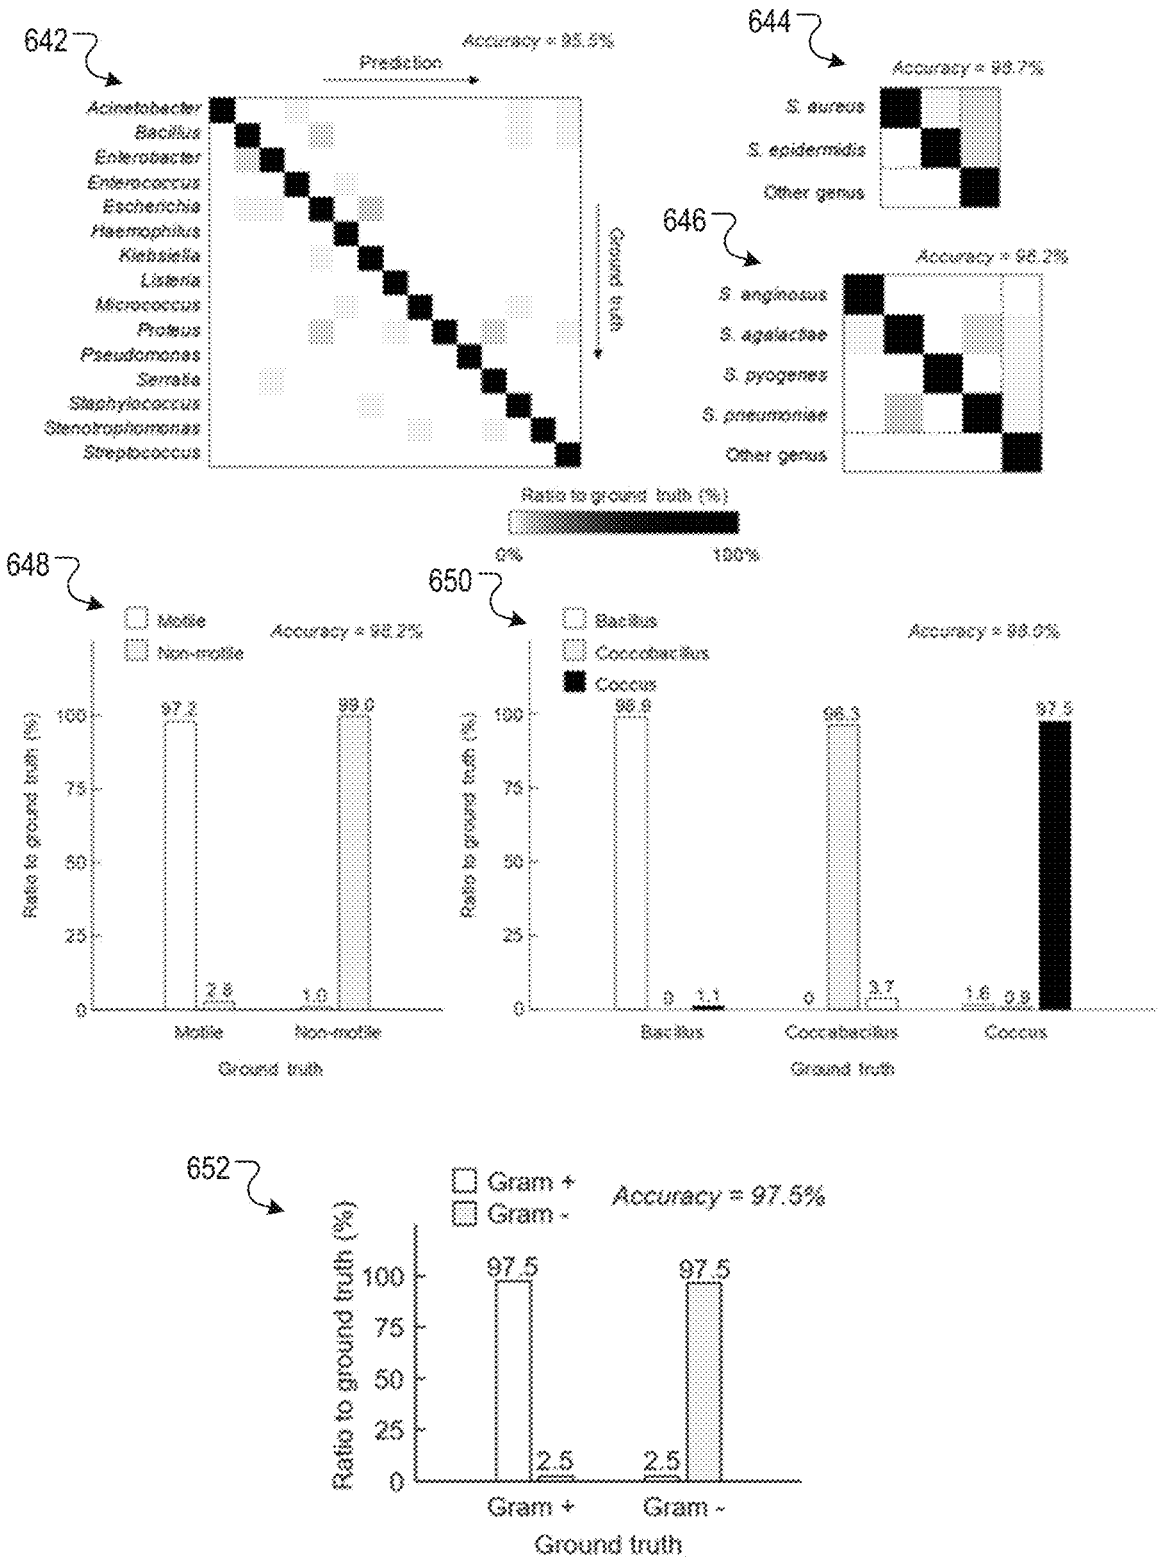 642
Accuracy = 95.5%
Prediction
Acinetobacter
Bacillus
Enterobacter
Enterococcus
Escherichia
Haemophilus
Klebsiella
Listeria
Micrococcus
Proteus
Pseudomonas
Serratia
Staphylococcus
Stenotrophomonas
Streptococcus
Ground truth
644
Accuracy = 98.7%
S. aureus
S. epidermidis
Other genus
646
Accuracy = 98.2%
S. anginosus
S. agalactiae
S. pyogenes
S. pneumoniae
Other genus
Ratio to ground truth (%)
0%
100%
648
Motile
Non-motile
Accuracy = 98.2%
Ratio to ground truth (%)
100
75
50
25
0
97.2
2.8
1.0
99.0
Motile
Non-motile
Ground truth
650
Bacillus
Coccobacillus
Coccus
Accuracy = 98.0%
Ratio to ground truth (%)
100
75
50
25
0
98.9
0
1.1
0
96.3
3.7
1.6
0.9
97.5
Bacillus
Coccabacillus
Coccus
Ground truth
652
Gram +
Gram -
Accuracy = 97.5%
Ratio to ground truth (%)
100
75
50
25
0
97.5
2.5
2.5
97.5
Gram +
Gram -
Ground truth